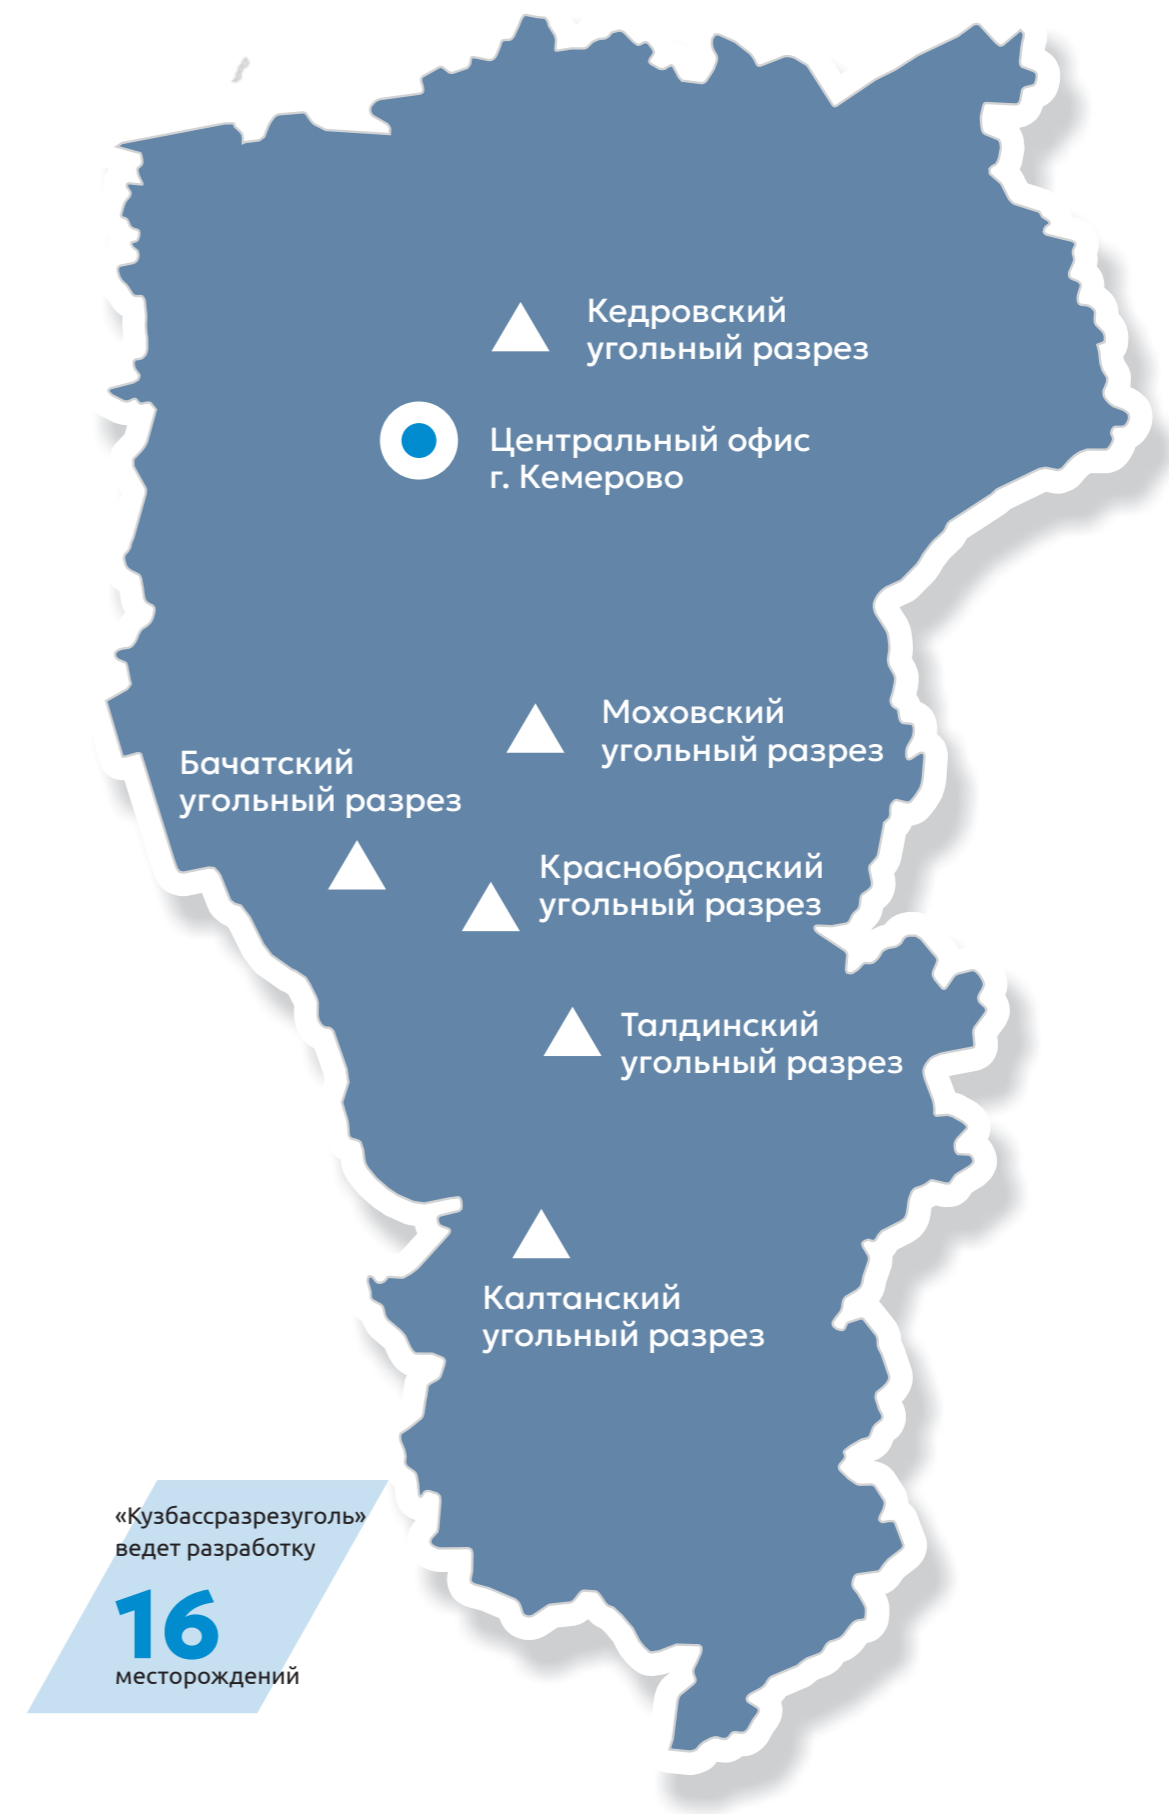 Кедровский
угольный разрез
Центральный офис
г. Кемерово
Моховский
угольный разрез
Бачатский
угольный разрез
Краснобродский
угольный разрез
Талдинский
угольный разрез
Калтанский
угольный разрез
«Кузбассразрезуголь»
ведет разработку
16
месторождений